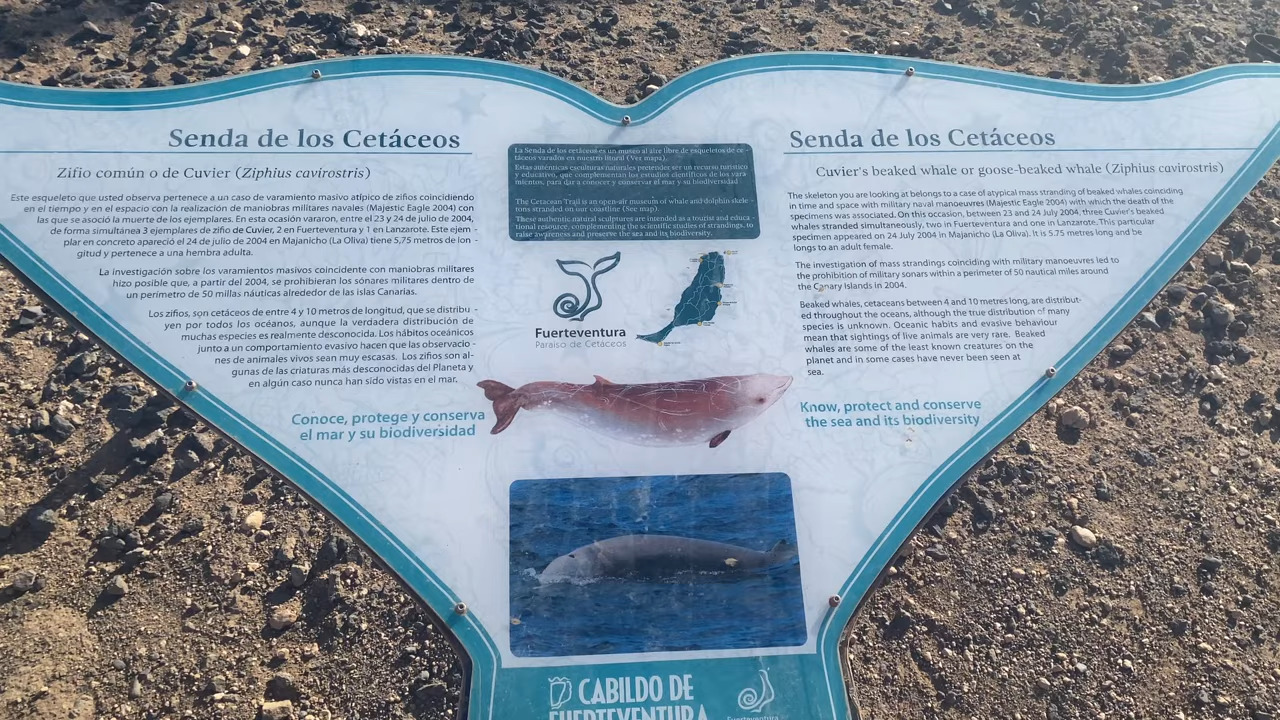 Senda de los Cetáceos
Zifio común o de Cuvier (Ziphius cavirostris)
Este esqueleto que usted observa pertenece a un caso de varamiento masivo atípico de zifios coincidiendo
en el tiempo y en el espacio con la realización de maniobras militares navales (Majestic Eagle 2004) con
las que se asoció la muerte de los ejemplares. En esta ocasión vararon, entre el 23 y 24 de julio de 2004,
de forma simultánea 3 ejemplares de zifio de Cuvier, 2 en Fuerteventura y 1 en Lanzarote. Este ejem -
plar en concreto apareció el 24 de julio de 2004 en Majanicho (La Oliva) tiene 5,75 metros de lon -
gitud y pertenece a una hembra adulta.
La investigación sobre los varamientos masivos coincidente con maniobras militares
hizo posible que, a partir del 2004, se prohibieran los sónares militares dentro de
un perímetro de 50 millas náuticas alrededor de las islas Canarias.
Los zifios, son cetáceos de entre 4 y 10 metros de longitud, que se distribu -
yen por todos los océanos, aunque la verdadera distribución de
muchas especies es realmente desconocida. Los hábitos oceánicos
junto a un comportamiento evasivo hacen que las observacio -
nes de animales vivos sean muy escasas. Los zifios son al-
gunas de las criaturas más desconocidas del Planeta y
en algún caso nunca han sido vistas en el mar.
Conoce, protege y conserva
el mar y su biodiversidad
La Senda de los cetáceos es un museo al aire libre de esqueletos de ce-
táceos varados en nuestro litoral (Ver mapa).
Estas auténticas esculturas naturales pretenden ser un recurso turístico
y educativo, que complementan los estudios científicos de los vara
mientos, para dar a conocer y conservar el mar y su biodiversidad
The Cetacean Trail is an open-air museum of whale and dolphin skele -
tons stranded on our coastline (See map).
These authentic natural sculptures are intended as a tourist and educa -
tional resource, complementing the scientific studies of strandings, to
raise awareness and preserve the sea and its biodiversity.
Fuerteventura
Paraíso de Cetáceos
Senda de los Cetáceos
Cuvier's beaked whale or goose-beaked whale (Ziphius cavirostris)
The skeleton you are looking at belongs to a case of atypical mass stranding of beaked whales coinciding
in time and space with military naval manoeuvres (Majestic Eagle 2004) with which the death of the
specimens was associated. On this occasion, between 23 and 24 July 2004, three Cuvier's beaked
whales stranded simultaneously, two in Fuerteventura and one in Lanzarote. This particular
specimen appeared on 24 July 2004 in Majanicho (La Oliva). It is 5.75 metres long and be
longs to an adult female.
The investigation of mass strandings coinciding with military manoeuvres led to
the prohibition of military sonars within a perimeter of 50 nautical miles around
the Canary Islands in 2004.
Beaked whales, cetaceans between 4 and 10 metres long, are distribut-
ed throughout the oceans, although the true distribution of many
species is unknown. Oceanic habits and evasive behaviour
mean that sightings of live animals are very rare. Beaked
whales are some of the least known creatures on the
planet and in some cases have never been seen at
sea.
Know, protect and conserve
the sea and its biodiversity
CABILDO DE
FUERTEVENTURA
Fuerteventura